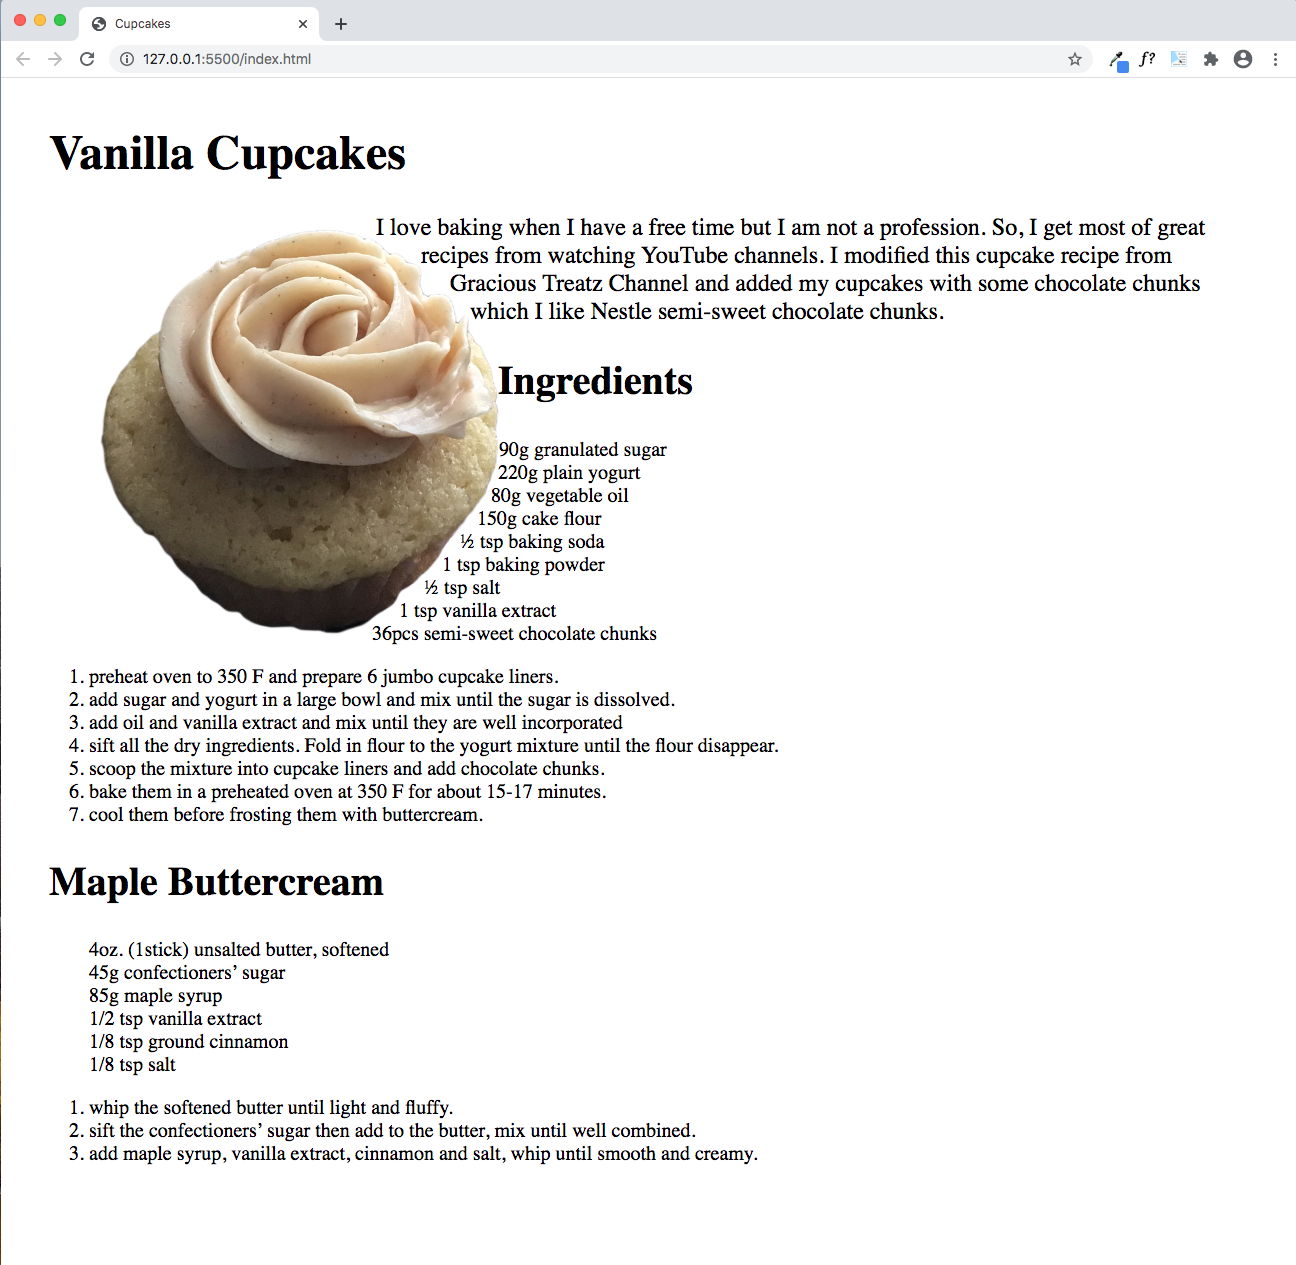 Cupcakes
127.0.0.1:5500/index.html
f?
Vanilla Cupcakes
I love baking when I have a free time but I am not a profession. So, I get most of great
recipes from watching YouTube channels. I modified this cupcake recipe from
Gracious Treatz Channel and added my cupcakes with some chocolate chunks
which I like Nestle semi-sweet chocolate chunks.
Ingredients
90g granulated sugar
220g plain yogurt
80g vegetable oil
150g cake flour
½ tsp baking soda
1 tsp baking powder
½ tsp salt
1 tsp vanilla extract
36pcs semi-sweet chocolate chunks
1. preheat oven to 350 F and prepare 6 jumbo cupcake liners.
2. add sugar and yogurt in a large bowl and mix until the sugar is dissolved.
3. add oil and vanilla extract and mix until they are well incorporated
4. sift all the dry ingredients. Fold in flour to the yogurt mixture until the flour disappear.
5. scoop the mixture into cupcake liners and add chocolate chunks.
6. bake them in a preheated oven at 350 F for about 15-17 minutes.
7. cool them before frosting them with buttercream.
Maple Buttercream
4oz. (1stick) unsalted butter, softened
45g confectioners’ sugar
85g maple syrup
1/2 tsp vanilla extract
1/8 tsp ground cinnamon
1/8 tsp salt
1. whip the softened butter until light and fluffy.
2. sift the confectioners’ sugar then add to the butter, mix until well combined.
3. add maple syrup, vanilla extract, cinnamon and salt, whip until smooth and creamy.